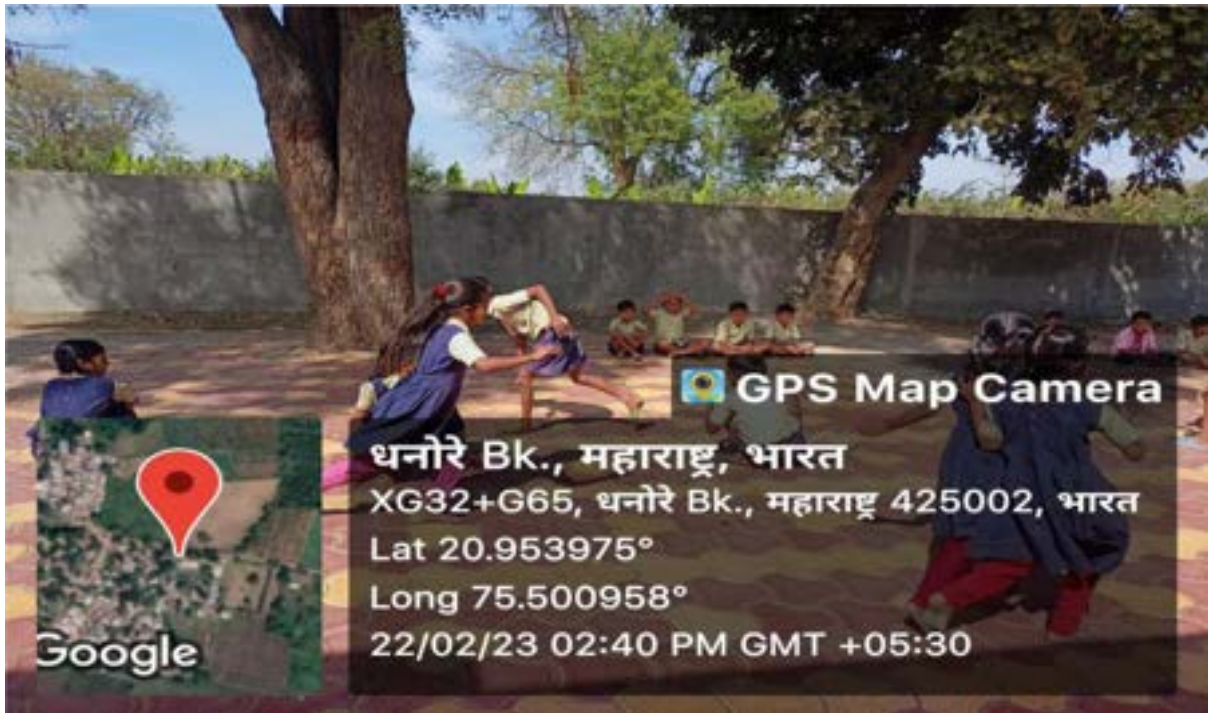 GPS Map Camera
धनोरे Bk., महाराष्ट्र, भारत
XG32+G65, धनोरे Bk., महाराष्ट्र 425002, भारत
Lat 20.953975°
Long 75.500958°
22/02/23 02:40 PM GMT +05:30
Google